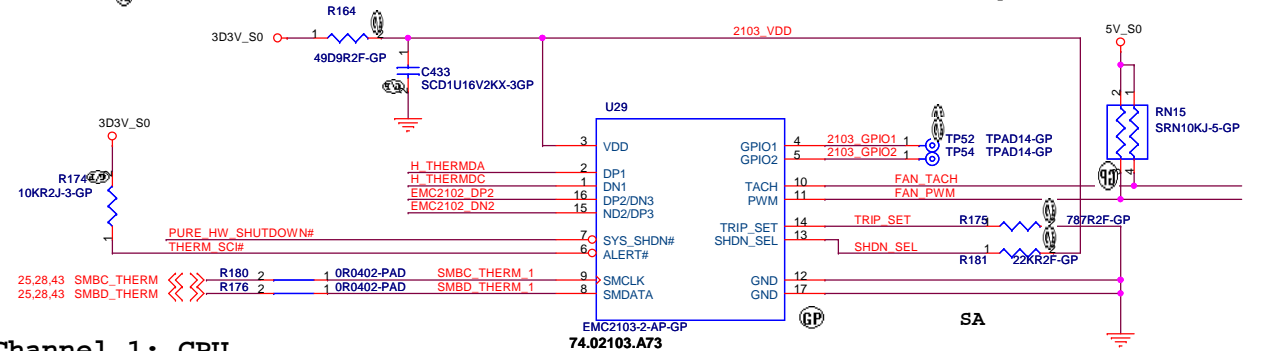 R164
3D3V_S0
1
2
49D9R2F-GP
2103_VDD
5V_S0
1
C433
SCD1U16V2KX-3GP
2
2
1
RN15
SRN10KJ-5-GP
4
3D3V_S0
R174
10KR2J-3-GP
1
U29
3 VDD
2 DP1
1 DN1
16 DP2/DN3
15 ND2/DP3
7 SYS_SHDN#
6 ALERT#
9 SMCLK
8 SMDATA
GPIO1 4
GPIO2 5
TACH 10
PWM 11
TRIP_SET 14
SHDN_SEL 13
GND 12
GND 17
H_THERMDA
H_THERMDC
EMC2102_DP2
EMC2102_DN2
PURE_HW_SHUTDOWN#
THERM_SCI#
25,28,43 SMBC_THERM
25,28,43 SMBD_THERM
R180 2 1 0R0402-PAD SMBC_THERM_1
R176 2 1 0R0402-PAD SMBD_THERM_1
2103_GPIO1 1 TP52 TPAD14-GP
2103_GPIO2 1 TP54 TPAD14-GP
FAN_TACH
FAN_PWM
TRIP_SET R175 1 787R2F-GP
SHDN_SEL R181 1 22KR2F-GP
GP
GP
SA
EMC2103-2-AP-GP
74.02103.A73
Channel 1: CPU